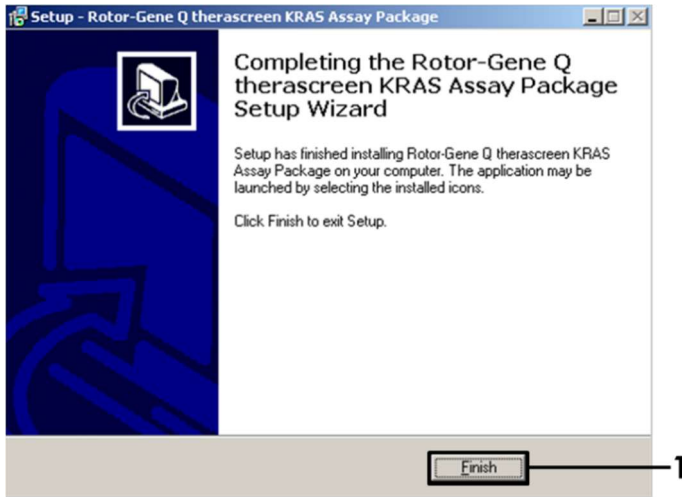 Setup - Rotor-Gene Q therascreen KRAS Assay Package
Completing the Rotor-Gene Q
therascreen KRAS Assay Package
Setup Wizard
Setup has finished installing Rotor-Gene Q therascreen KRAS
Assay Package on your computer. The application may be
launched by selecting the installed icons.
Click Finish to exit Setup.
Finish
1